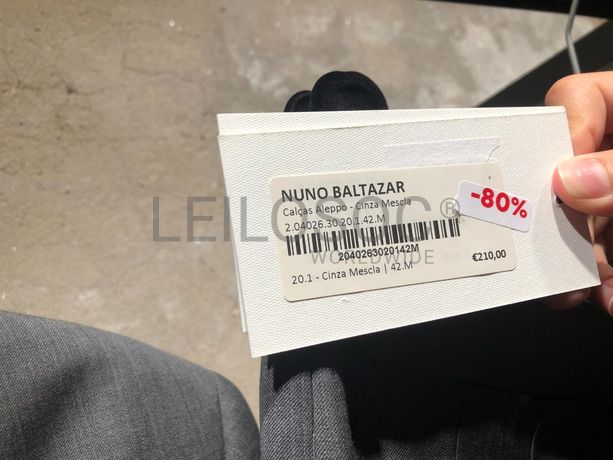 NUNO BALTAZAR
Calças Aleppo - Cinza Mescla
2.04026.30.20.1.42.M
-80%
LEILOSOC®
2040263020142M
WORLDWIDE
€210,00
20.1 - Cinza Mescla | 42.M